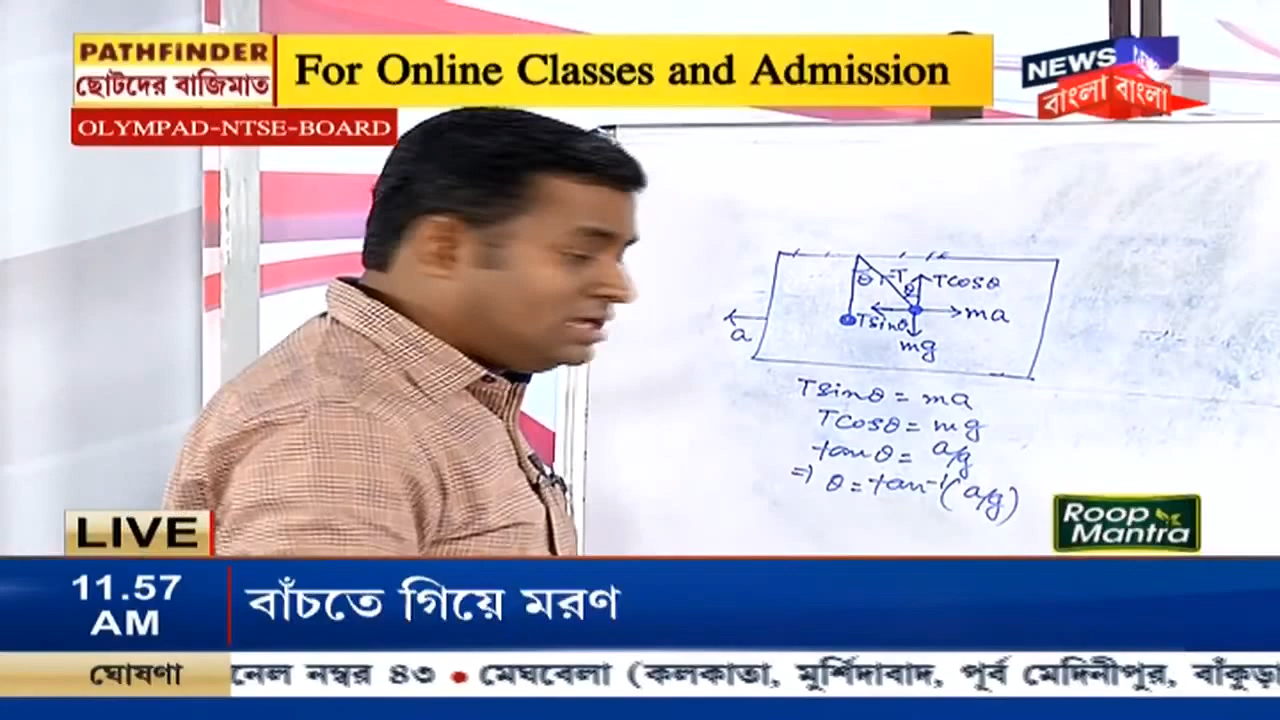 PATHFINDER
ছোটদের বাজিমাত
OLYMPAD-NTSE-BOARD
For Online Classes and Admission
NEWS
বাংলা বাংলা
θ
T
θ
Tcosθ
Tsinθ
ma
mg
a
Tsinθ = ma
Tcosθ = mg
tanθ = a/g
⇒ θ = tan⁻¹(a/g)
Roop
Mantra
LIVE
11.57
AM
বাঁচতে গিয়ে মরণ
ঘোষণা
নেল নম্বর ৪৩ • মেঘবেলা (কলকাতা, মুর্শিদাবাদ, পূর্ব মেদিনীপুর, বাঁকুড়া